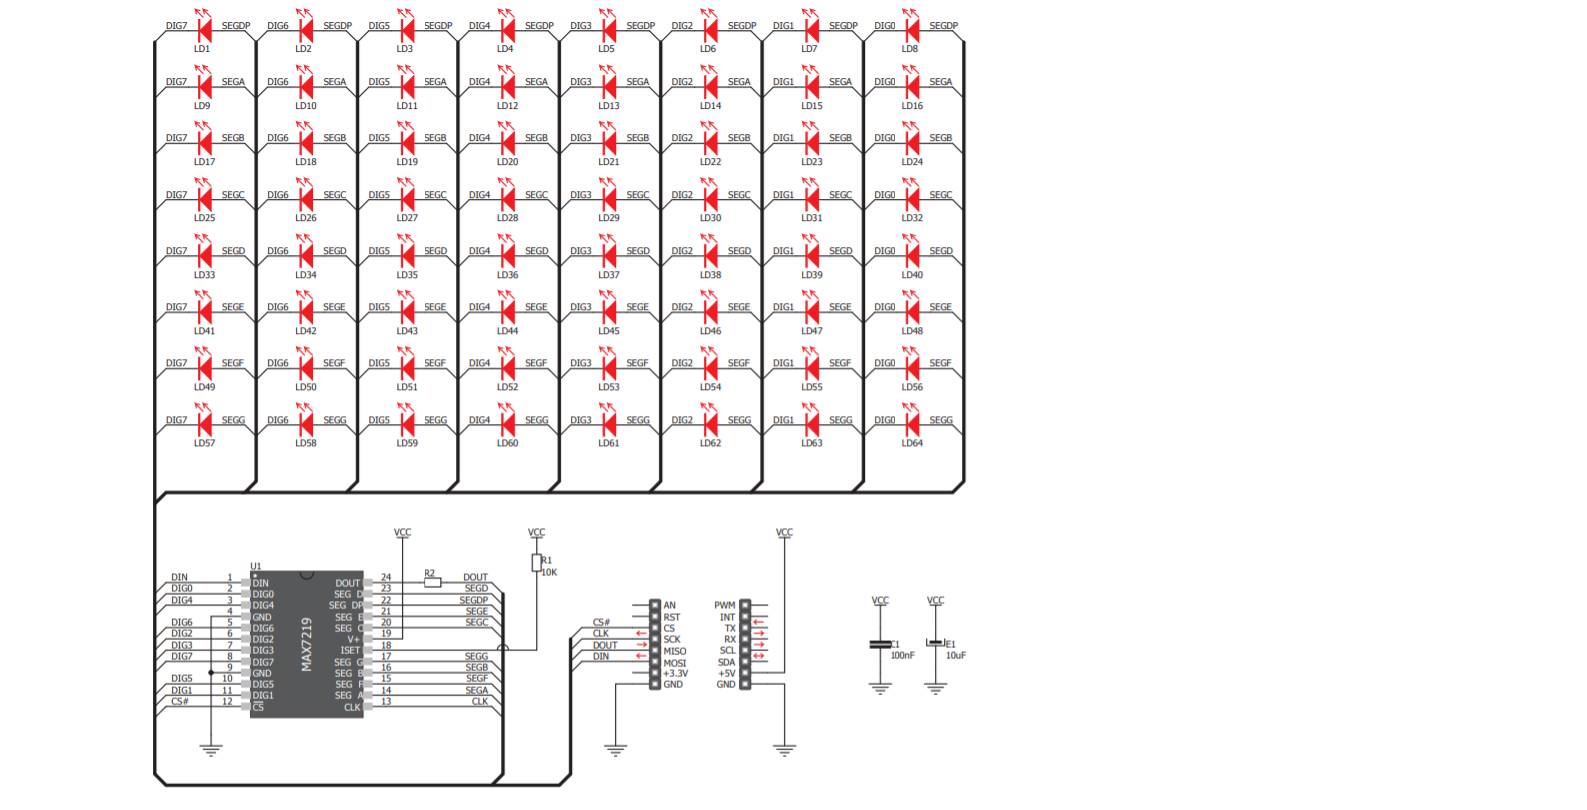 DIG7 SEGDP DIG6 SEGDP DIG5 SEGDP DIG4 SEGDP DIG3 SEGDP DIG2 SEGDP DIG1 SEGDP DIG0 SEGDP
LD1 LD2 LD3 LD4 LD5 LD6 LD7 LD8
DIG7 SEGA DIG6 SEGA DIG5 SEGA DIG4 SEGA DIG3 SEGA DIG2 SEGA DIG1 SEGA DIG0 SEGA
LD9 LD10 LD11 LD12 LD13 LD14 LD15 LD16
DIG7 SEGB DIG6 SEGB DIG5 SEGB DIG4 SEGB DIG3 SEGB DIG2 SEGB DIG1 SEGB DIG0 SEGB
LD17 LD18 LD19 LD20 LD21 LD22 LD23 LD24
DIG7 SEGC DIG6 SEGC DIG5 SEGC DIG4 SEGC DIG3 SEGC DIG2 SEGC DIG1 SEGC DIG0 SEGC
LD25 LD26 LD27 LD28 LD29 LD30 LD31 LD32
DIG7 SEGD DIG6 SEGD DIG5 SEGD DIG4 SEGD DIG3 SEGD DIG2 SEGD DIG1 SEGD DIG0 SEGD
LD33 LD34 LD35 LD36 LD37 LD38 LD39 LD40
DIG7 SEGE DIG6 SEGE DIG5 SEGE DIG4 SEGE DIG3 SEGE DIG2 SEGE DIG1 SEGE DIG0 SEGE
LD41 LD42 LD43 LD44 LD45 LD46 LD47 LD48
DIG7 SEGF DIG6 SEGF DIG5 SEGF DIG4 SEGF DIG3 SEGF DIG2 SEGF DIG1 SEGF DIG0 SEGF
LD49 LD50 LD51 LD52 LD53 LD54 LD55 LD56
DIG7 SEGG DIG6 SEGG DIG5 SEGG DIG4 SEGG DIG3 SEGG DIG2 SEGG DIG1 SEGG DIG0 SEGG
LD57 LD58 LD59 LD60 LD61 LD62 LD63 LD64
VCC VCC VCC
R1
10K
U1
MAX7219
R2
DIN 1 DIN DOUT 24 DOUT
DIG0 2 DIG0 SEG D 23 SEGD
DIG4 3 DIG4 SEG DP 22 SEGDP
4 GND SEG E 21 SEGE
DIG6 5 DIG6 SEG C 20 SEGC
DIG2 6 DIG2 V+ 19
DIG3 7 DIG3 ISET 18
DIG7 8 DIG7 SEG G 17 SEGG
9 GND SEG B 16 SEGB
DIG5 10 DIG5 SEG F 15 SEGF
DIG1 11 DIG1 SEG A 14 SEGA
CS# 12 CS CLK 13 CLK
AN PWM
RST INT
CS# CS TX
CLK SCK RX
DOUT MISO SCL
DIN MOSI SDA
+3.3V +5V
GND GND
VCC VCC
C1 E1
100nF 10uF